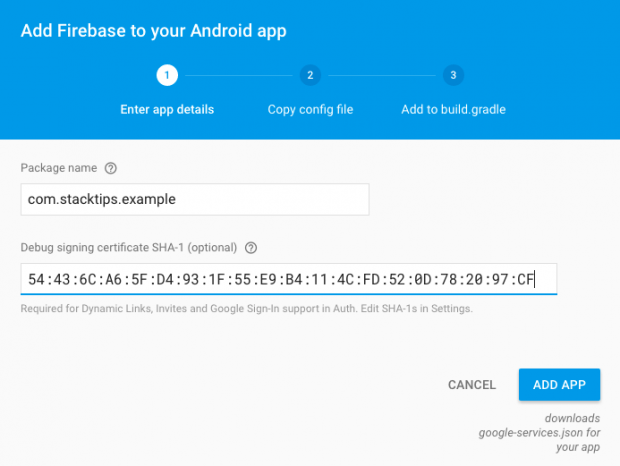 Add Firebase to your Android app
1
2
3
Enter app details
Copy config file
Add to build.gradle
Package name ?
com.stacktips.example
Debug signing certificate SHA-1 (optional) ?
54:43:6C:A6:5F:D4:93:1F:55:E9:B4:11:4C:FD:52:0D:78:20:97:CF
Required for Dynamic Links, Invites and Google Sign-In support in Auth. Edit SHA-1s in Settings.
CANCEL
ADD APP
downloads
google-services.json for
your app